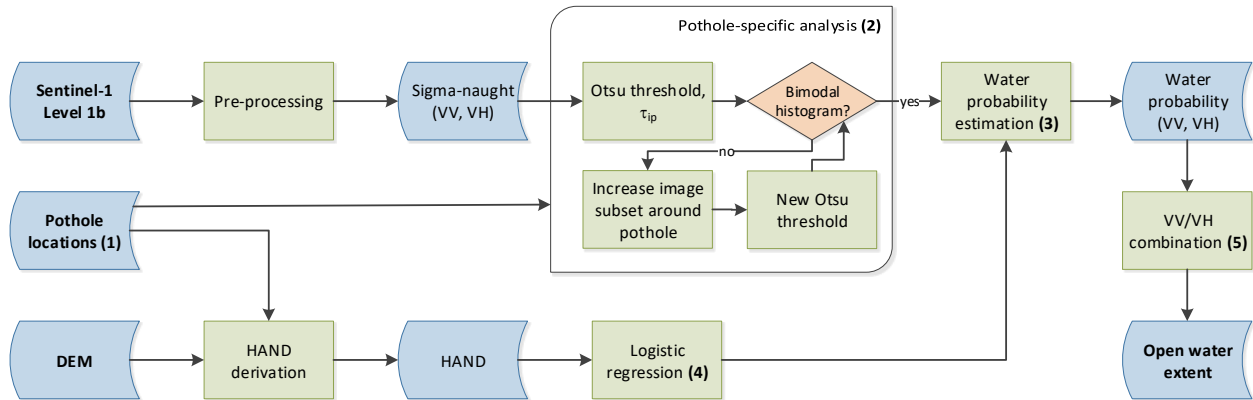 Pothole-specific analysis (2)
Sentinel-1
Level 1b
Pre-processing
Sigma-naught
(VV, VH)
Otsu threshold,
τip
Bimodal
histogram?
yes
Water
probability
estimation (3)
Water
probability
(VV, VH)
no
Increase image
subset around
pothole
New Otsu
threshold
Pothole
locations (1)
VV/VH
combination (5)
DEM
HAND
derivation
HAND
Logistic
regression (4)
Open water
extent